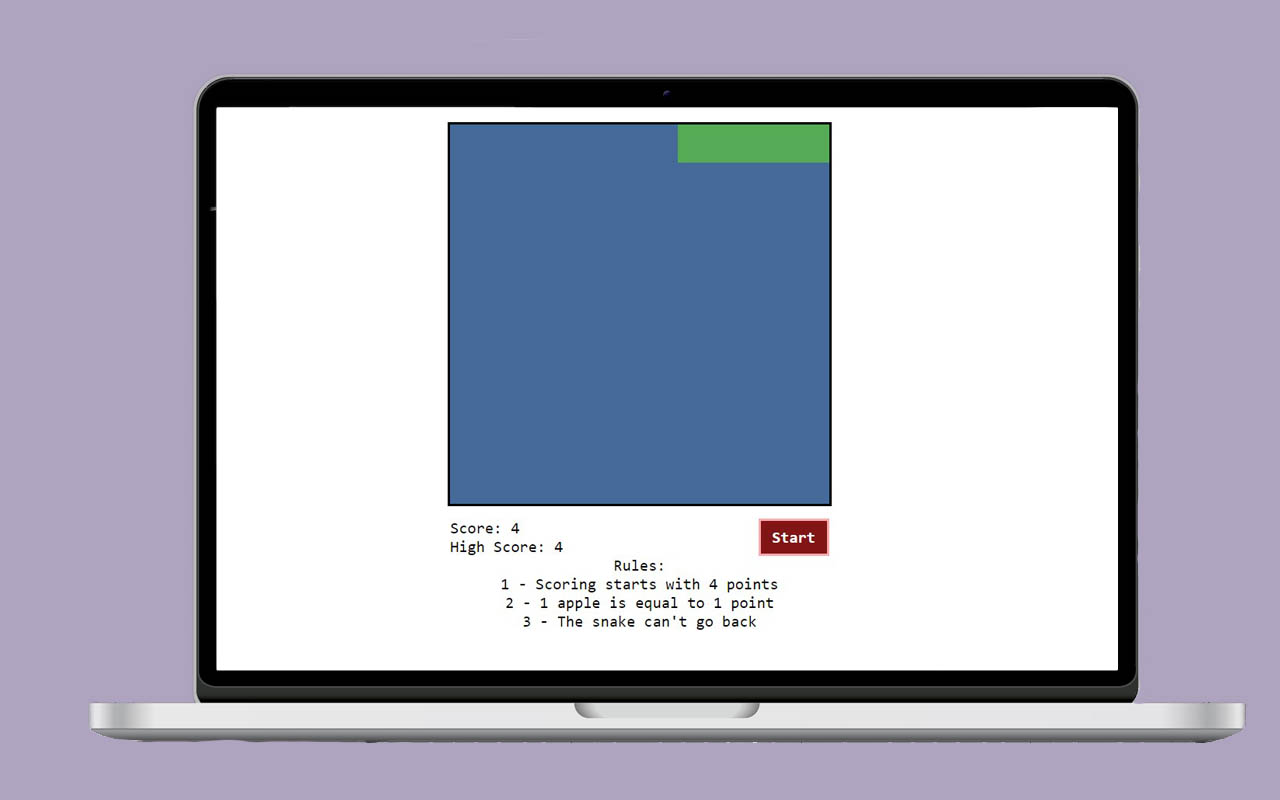 Score: 4
High Score: 4
Start
Rules:
1 - Scoring starts with 4 points
2 - 1 apple is equal to 1 point
3 - The snake can't go back